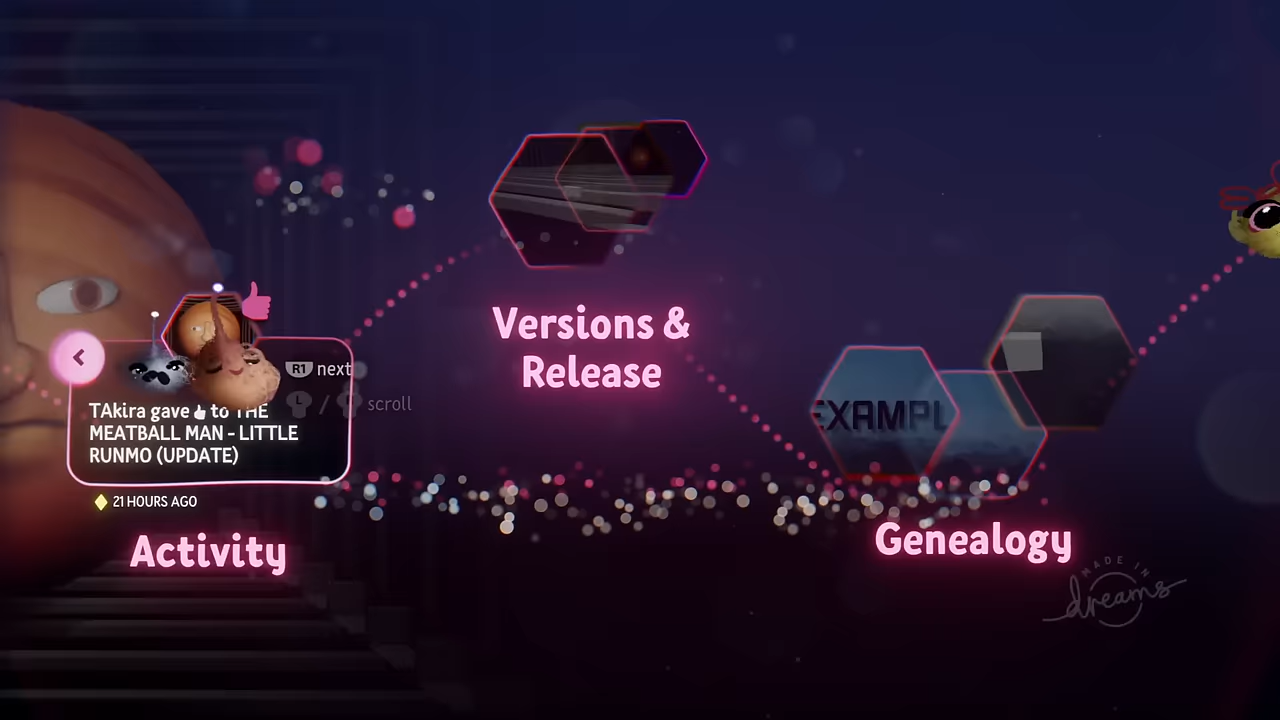 Versions &
Release
R1 next
L / scroll
TAkira gave to THE
MEATBALL MAN - LITTLE
RUNMO (UPDATE)
21 HOURS AGO
Activity
EXAMPL
Genealogy
MADE IN
dreams